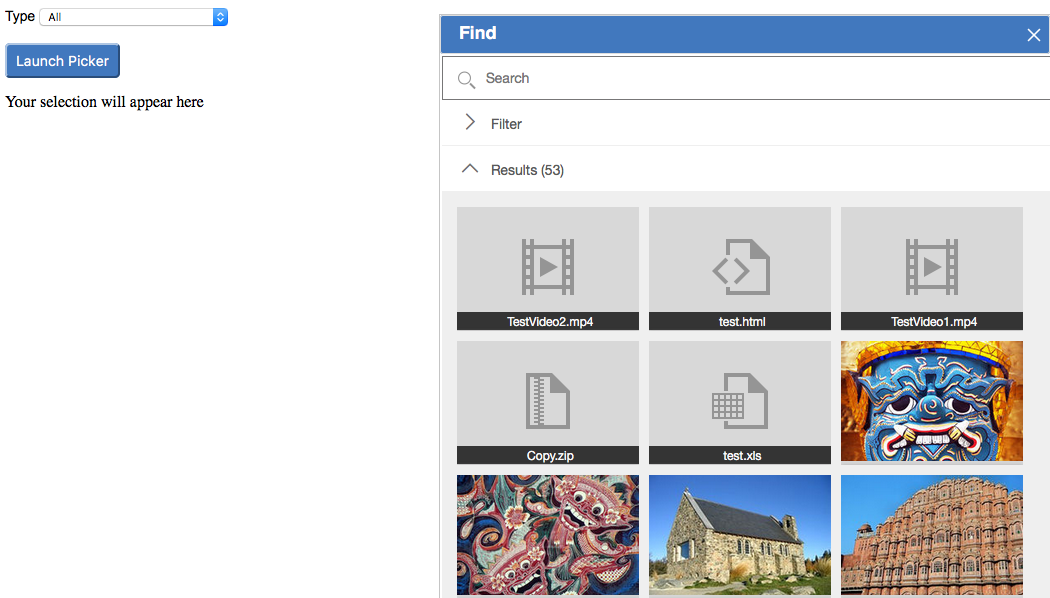 Type All
Launch Picker
Your selection will appear here
Find
Search
Filter
Results (53)
TestVideo2.mp4
test.html
TestVideo1.mp4
Copy.zip
test.xls